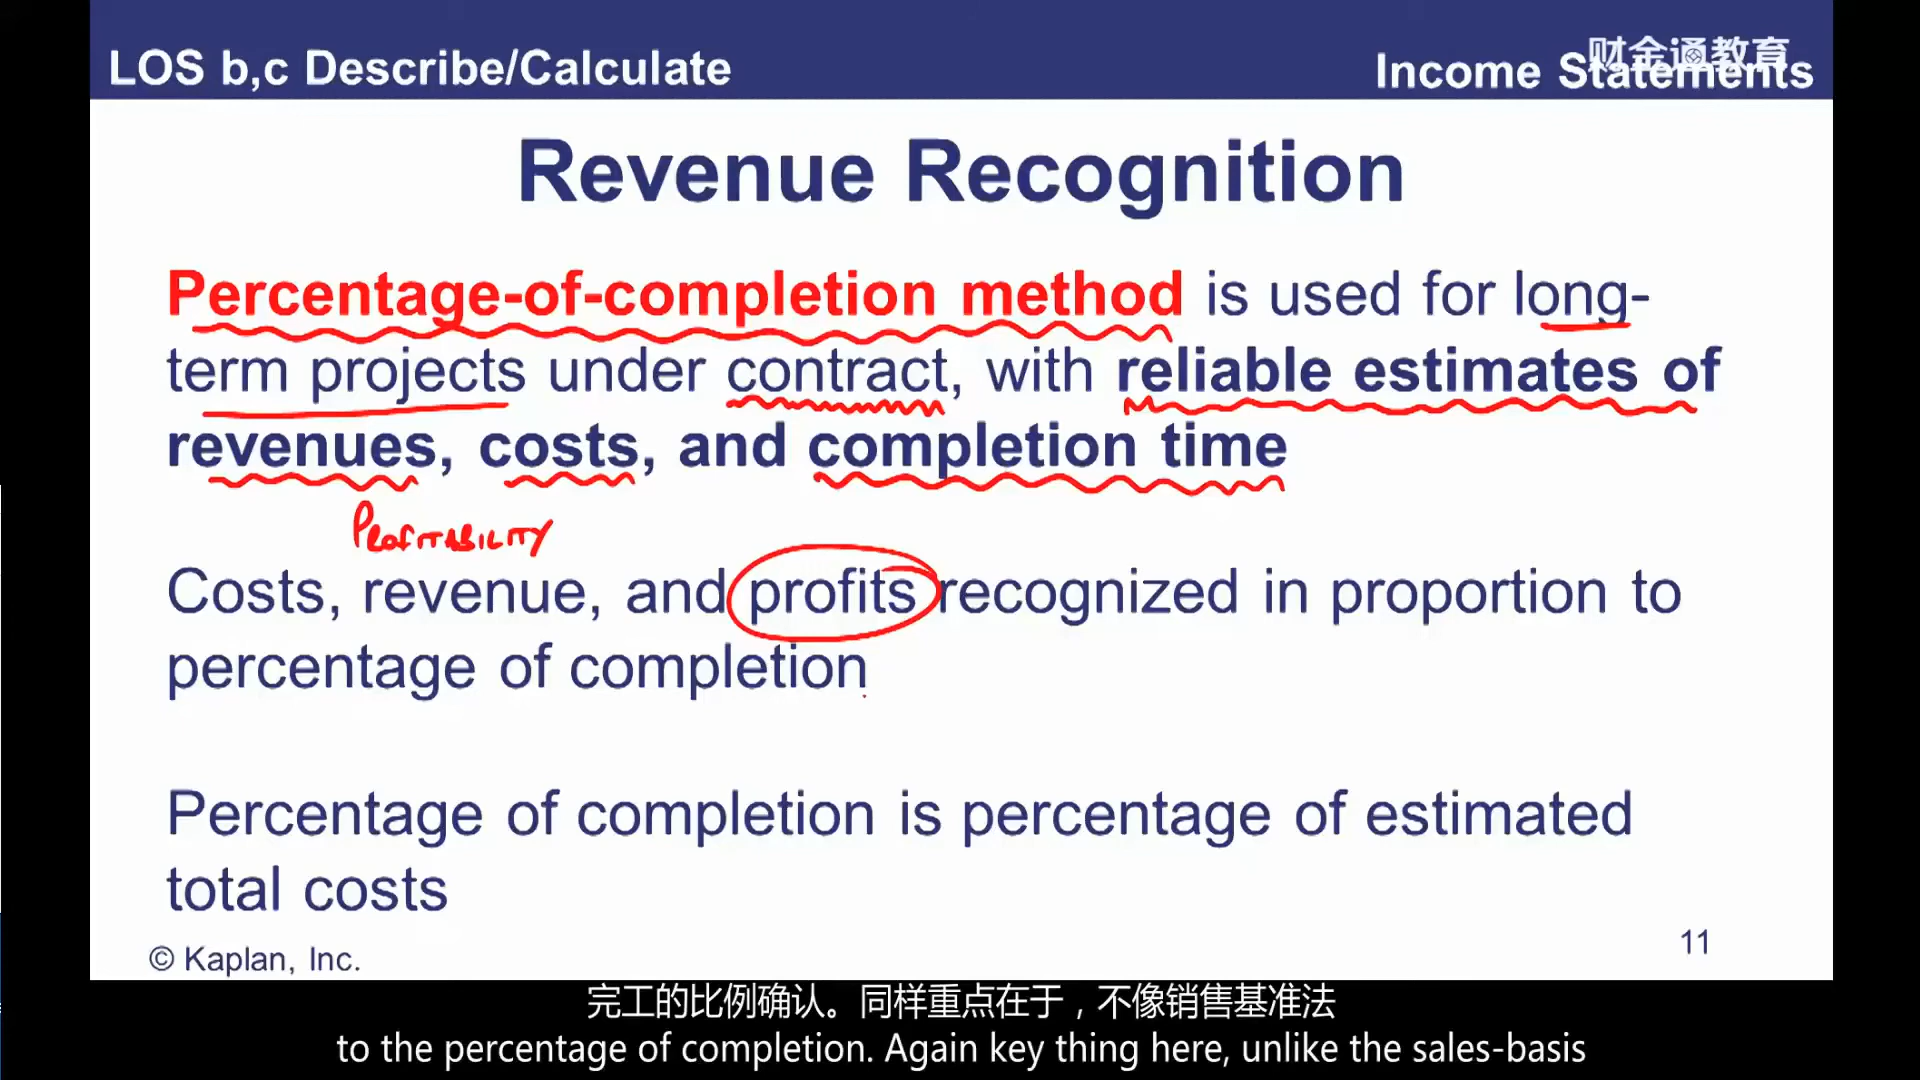 LOS b,c Describe/Calculate
Income Statements
财金通教育
Revenue Recognition
Percentage-of-completion method is used for long-
term projects under contract, with reliable estimates of
revenues, costs, and completion time
PROFITABILITY
Costs, revenue, and profits recognized in proportion to
percentage of completion
Percentage of completion is percentage of estimated
total costs
© Kaplan, Inc.
11
完工的比例确认。同样重点在于，不像销售基准法
to the percentage of completion. Again key thing here, unlike the sales-basis